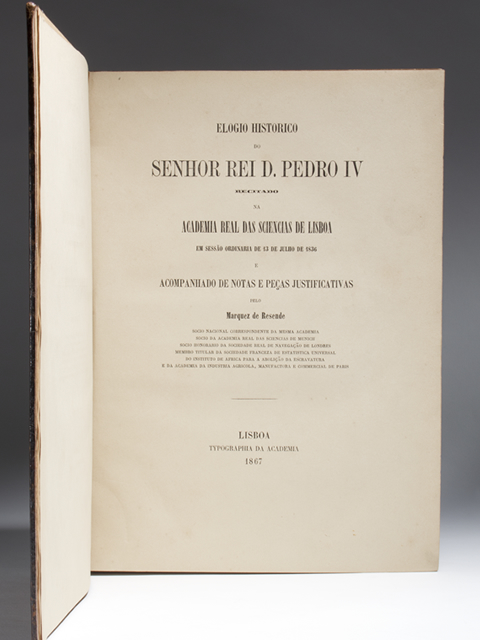 ELOGIO HISTORICO
DO
SENHOR REI D. PEDRO IV
RECITADO
NA
ACADEMIA REAL DAS SCIENCIAS DE LISBOA
EM SESSÃO ORDINARIA DE 13 DE JULHO DE 1836
E
ACOMPANHADO DE NOTAS E PEÇAS JUSTIFICATIVAS
PELO
Marquez de Resende
SOCIO NACIONAL CORRESPONDENTE DA MESMA ACADEMIA
SOCIO DA ACADEMIA REAL DAS SCIENCIAS DE MUNICH
SOCIO HONORARIO DA SOCIEDADE REAL DE NAVEGAÇÃO DE LONDRES
MEMBRO TITULAR DA SOCIEDADE FRANCEZA DE ESTATISTICA UNIVERSAL
DO INSTITUTO DE AFRICA PARA A ABOLIÇÃO DA ESCRAVATURA
E DA ACADEMIA DA INDUSTRIA AGRICOLA, MANUFACTURA E COMMERCIAL DE PARIS
LISBOA
TYPOGRAPHIA DA ACADEMIA
1867